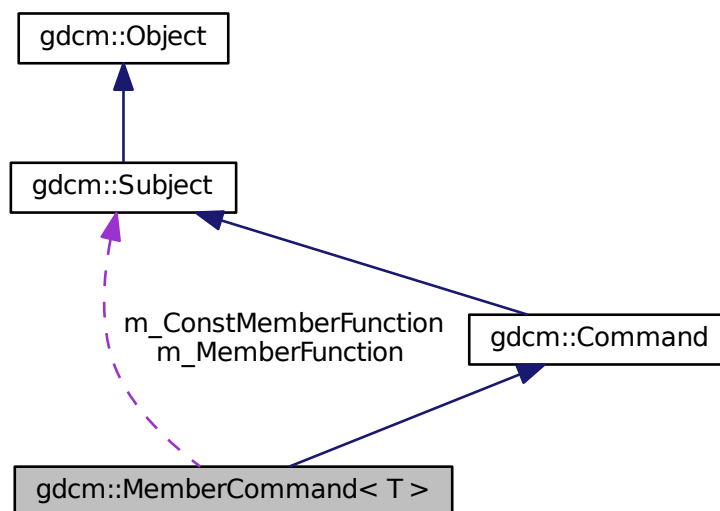 gdcm::Object
gdcm::Subject
m_ConstMemberFunction
m_MemberFunction
gdcm::Command
gdcm::MemberCommand< T >